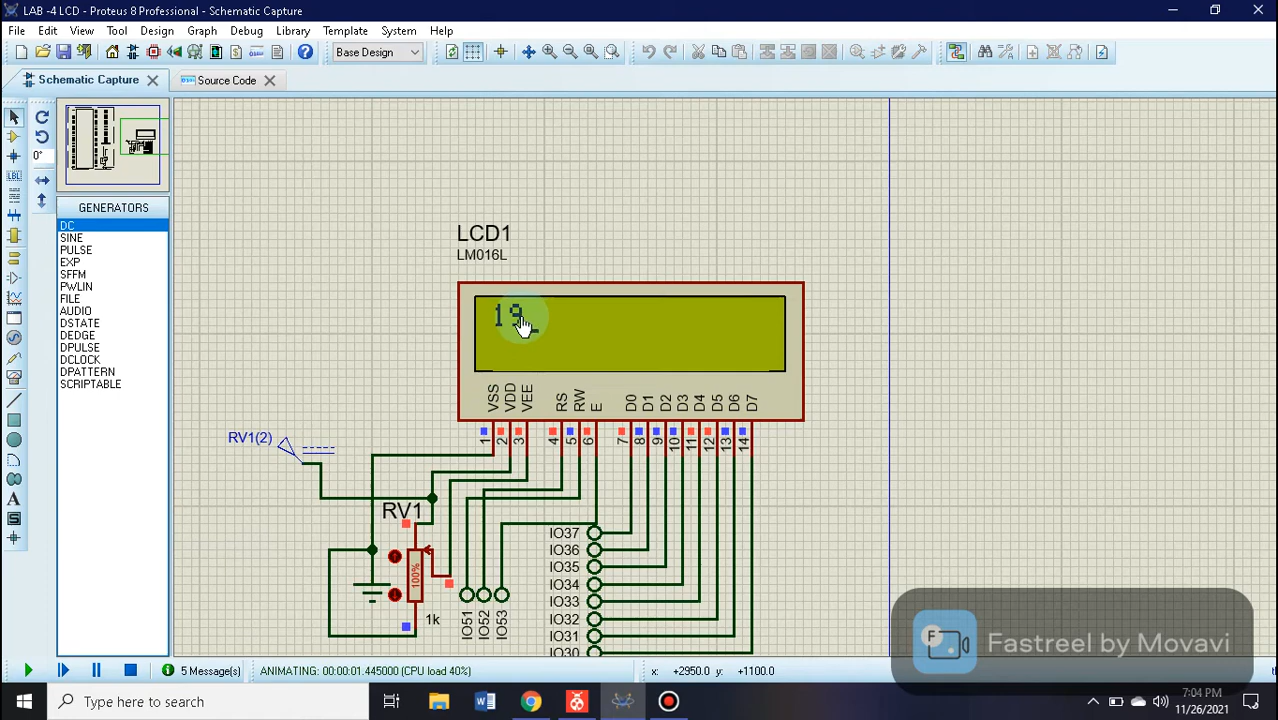 LAB -4 LCD - Proteus 8 Professional - Schematic Capture
File Edit View Tool Design Graph Debug Library Template System Help
Base Design
Schematic Capture
Source Code
LBL
0°
GENERATORS
DC
SINE
PULSE
EXP
SFFM
PWLIN
FILE
AUDIO
DSTATE
DEDGE
DPULSE
DCLOCK
DPATTERN
SCRIPTABLE
LCD1
LM016L
19_
VSS VDD VEE RS RW E D0 D1 D2 D3 D4 D5 D6 D7
1 2 3 4 5 6 7 8 9 10 11 12 13 14
RV1(2)
RV1
100%
1k
IO51 IO52 IO53
IO37
IO36
IO35
IO34
IO33
IO32
IO31
IO30
Fastreel by Movavi
5 Message(s)
ANIMATING: 00:00:01.445000 (CPU load 40%)
x: +2950.0 y: +1100.0
Type here to search
7:04 PM
11/26/2021